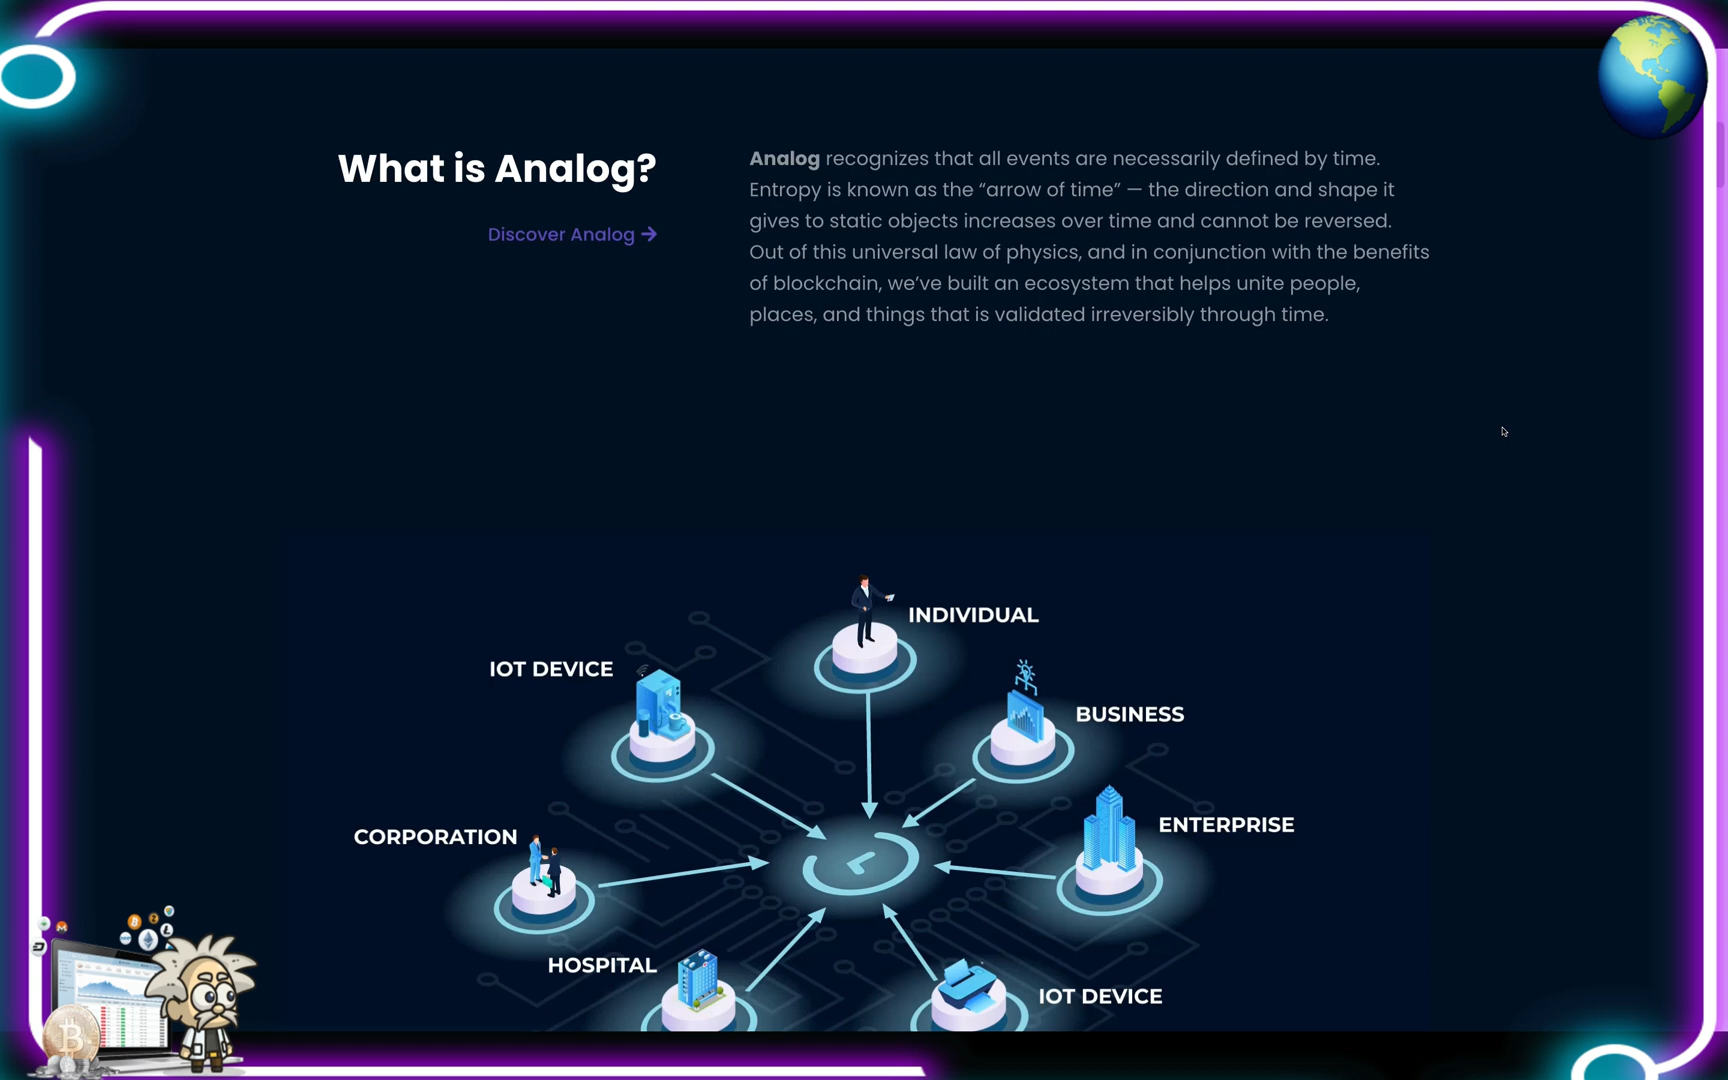 What is Analog?
Discover Analog
Analog recognizes that all events are necessarily defined by time.
Entropy is known as the “arrow of time” — the direction and shape it
gives to static objects increases over time and cannot be reversed.
Out of this universal law of physics, and in conjunction with the benefits
of blockchain, we’ve built an ecosystem that helps unite people,
places, and things that is validated irreversibly through time.
INDIVIDUAL
IOT DEVICE
BUSINESS
ENTERPRISE
CORPORATION
HOSPITAL
IOT DEVICE